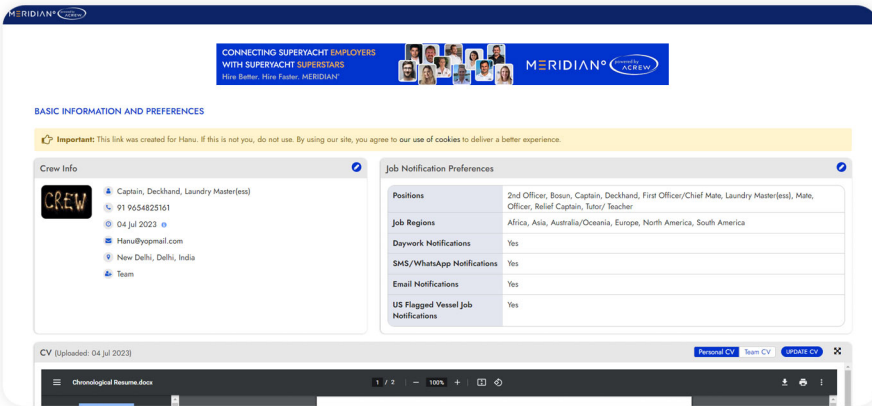 MERIDIAN° powered by ACREW
CONNECTING SUPERYACHT EMPLOYERS
WITH SUPERYACHT SUPERSTARS
Hire Better. Hire Faster. MERIDIAN°
MERIDIAN° powered by ACREW
BASIC INFORMATION AND PREFERENCES
Important: This link was created for Hanu. If this is not you, do not use. By using our site, you agree to our use of cookies to deliver a better experience.
Crew Info
CREW
Captain, Deckhand, Laundry Master(ess)
91 9654825161
04 Jul 2023
Hanu@yopmail.com
New Delhi, Delhi, India
Team
Job Notification Preferences
Positions
2nd Officer, Bosun, Captain, Deckhand, First Officer/Chief Mate, Laundry Master(ess), Mate,
Officer, Relief Captain, Tutor/ Teacher
Job Regions
Africa, Asia, Australia/Oceania, Europe, North America, South America
Daywork Notifications
Yes
SMS/WhatsApp Notifications
Yes
Email Notifications
Yes
US Flagged Vessel Job
Notifications
Yes
CV (Uploaded: 04 Jul 2023)
Personal CV
Team CV
UPDATE CV
Chronological Resume.docx
1 / 2
100%